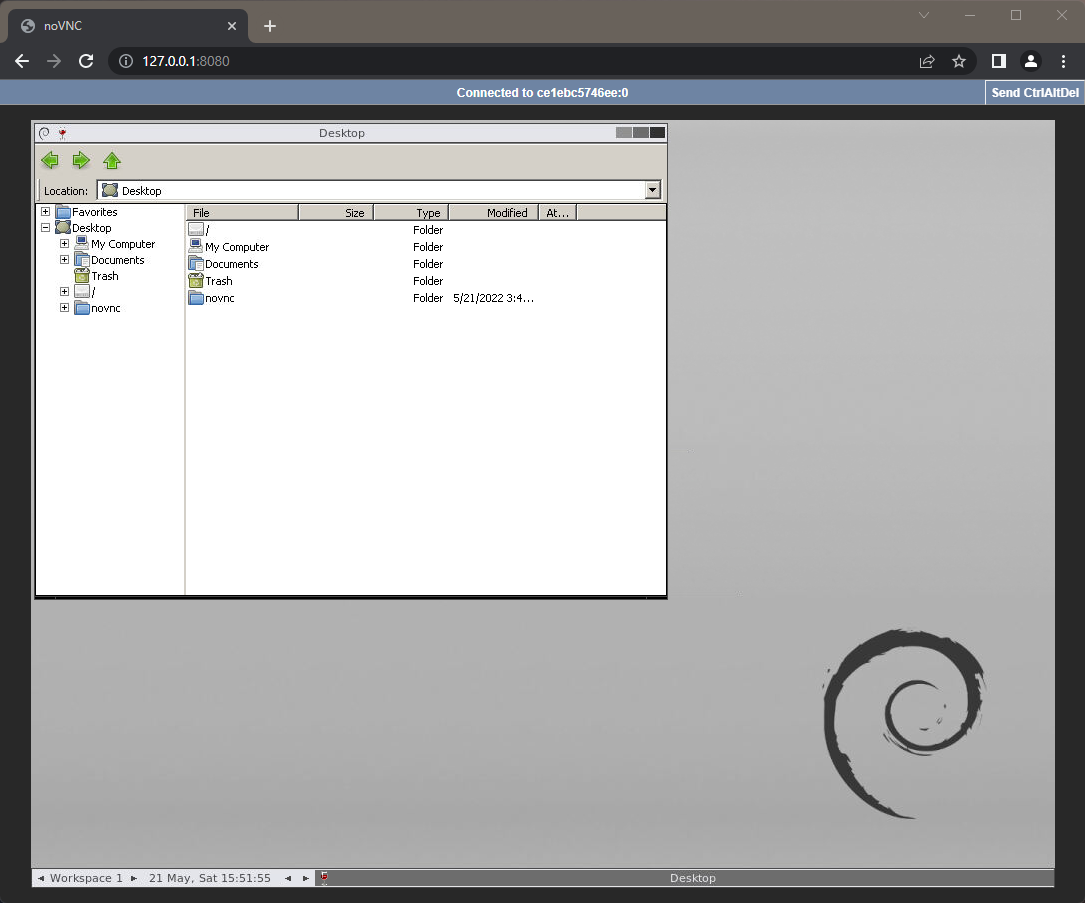 noVNC
127.0.0.1:8080
Connected to ce1ebc5746ee:0
Send CtrlAltDel
Desktop
Location: Desktop
Favorites
Desktop
My Computer
Documents
Trash
/
novnc
File Size Type Modified At...
/ Folder
My Computer Folder
Documents Folder
Trash Folder
novnc Folder 5/21/2022 3:4...
Workspace 1 21 May, Sat 15:51:55 Desktop